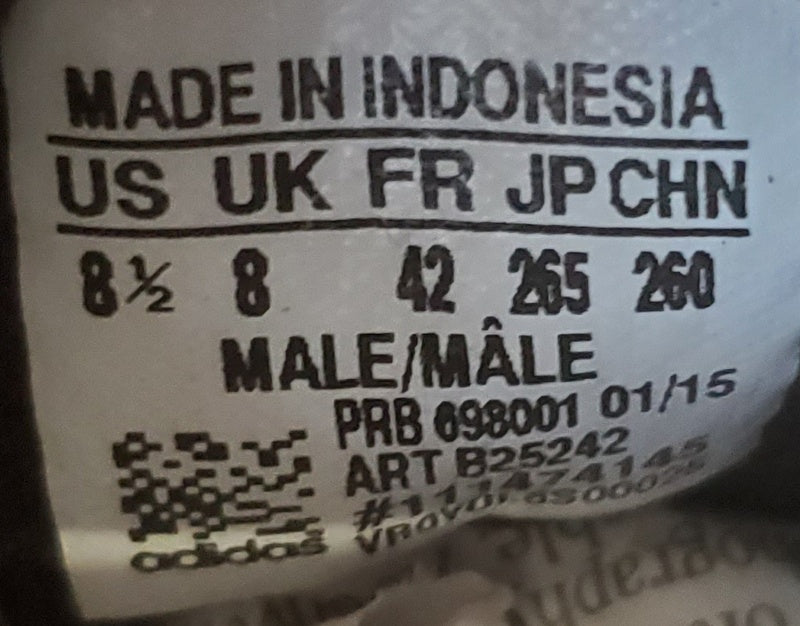 MADE IN INDONESIA
US UK FR JP CHN
8½ 8 42 265 260
MALE/MÂLE
PRB 698001 01/15
ART B25242
#111474145
adidas